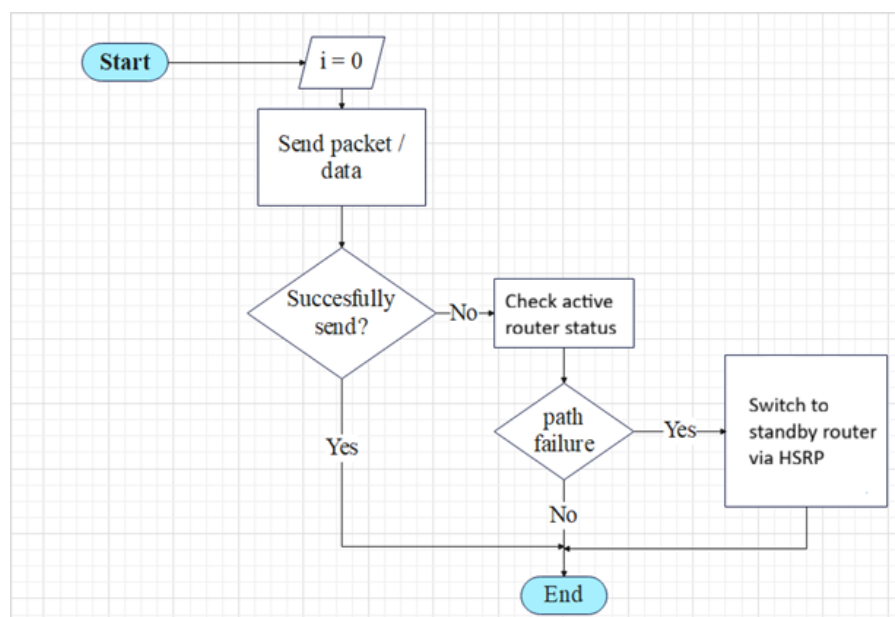 Start
i = 0
Send packet /
data
Succesfully
send?
No
Check active
router status
path
failure
Yes
Switch to
standby router
via HSRP
Yes
No
End